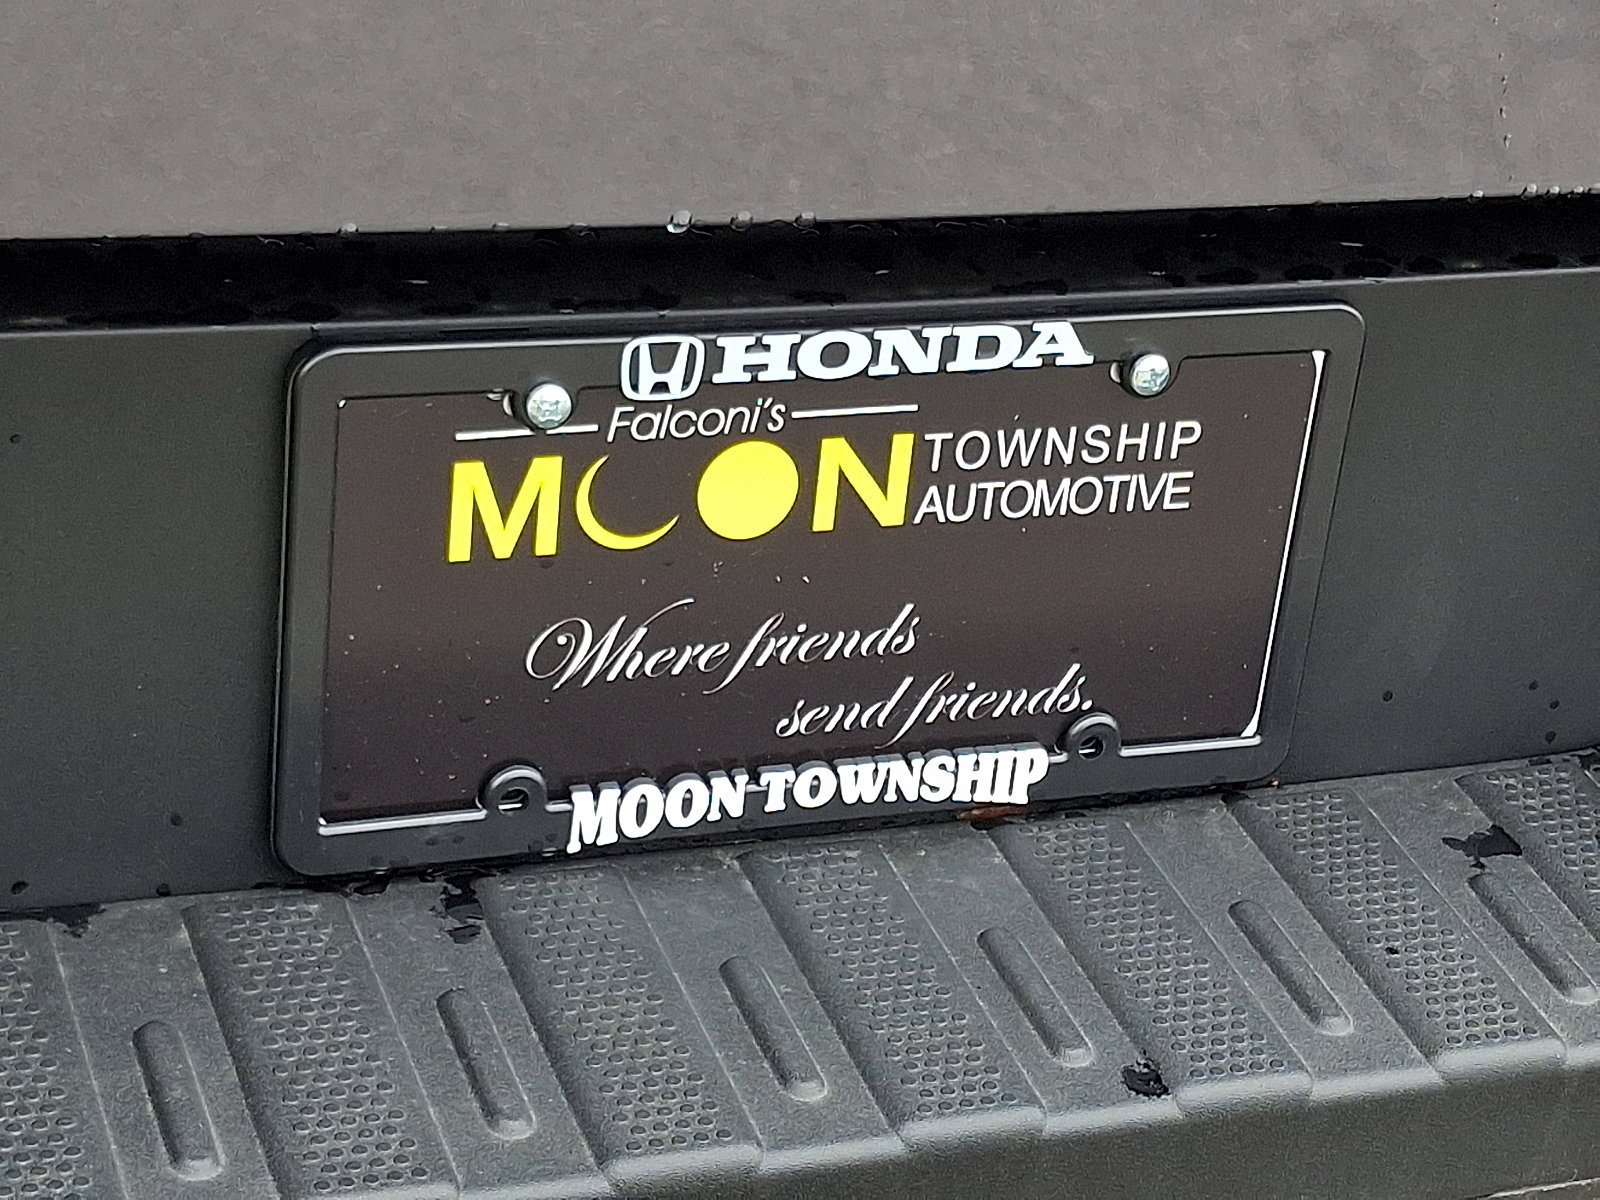 HONDA
Falconi's
MOON TOWNSHIP
AUTOMOTIVE
Where friends
send friends.
MOON TOWNSHIP